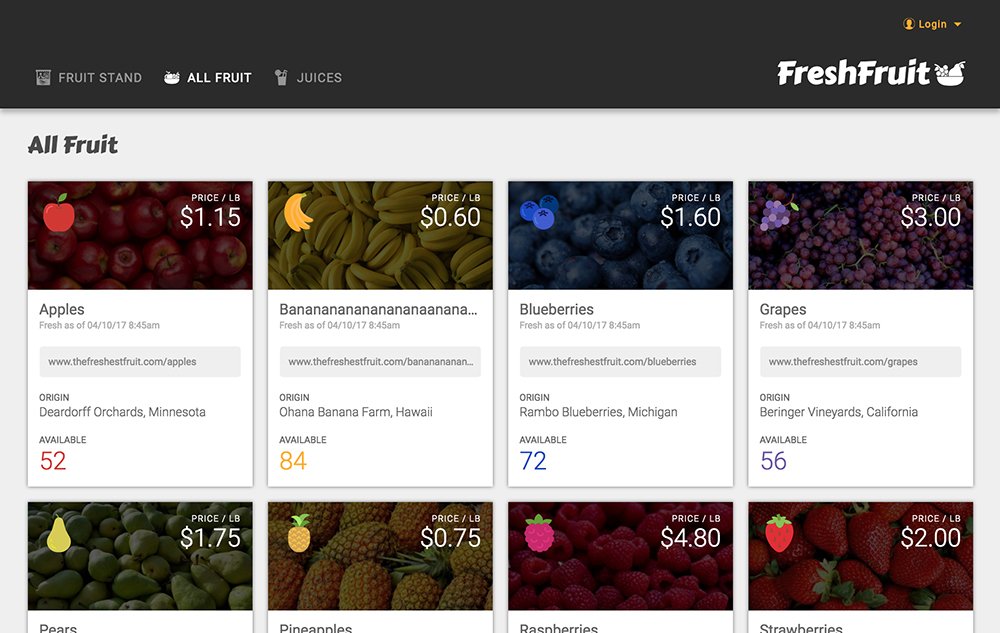 Login
FRUIT STAND
ALL FRUIT
JUICES
FreshFruit
All Fruit
PRICE / LB
$1.15
Apples
Fresh as of 04/10/17 8:45am
www.thefreshestfruit.com/apples
ORIGIN
Deardorff Orchards, Minnesota
AVAILABLE
52
PRICE / LB
$0.60
Banananananananaanana...
Fresh as of 04/10/17 8:45am
www.thefreshestfruit.com/bananananan...
ORIGIN
Ohana Banana Farm, Hawaii
AVAILABLE
84
PRICE / LB
$1.60
Blueberries
Fresh as of 04/10/17 8:45am
www.thefreshestfruit.com/blueberries
ORIGIN
Rambo Blueberries, Michigan
AVAILABLE
72
PRICE / LB
$3.00
Grapes
Fresh as of 04/10/17 8:45am
www.thefreshestfruit.com/grapes
ORIGIN
Beringer Vineyards, California
AVAILABLE
56
PRICE / LB
$1.75
Pears
PRICE / LB
$0.75
Pineapples
PRICE / LB
$4.80
Raspberries
PRICE / LB
$2.00
Strawberries